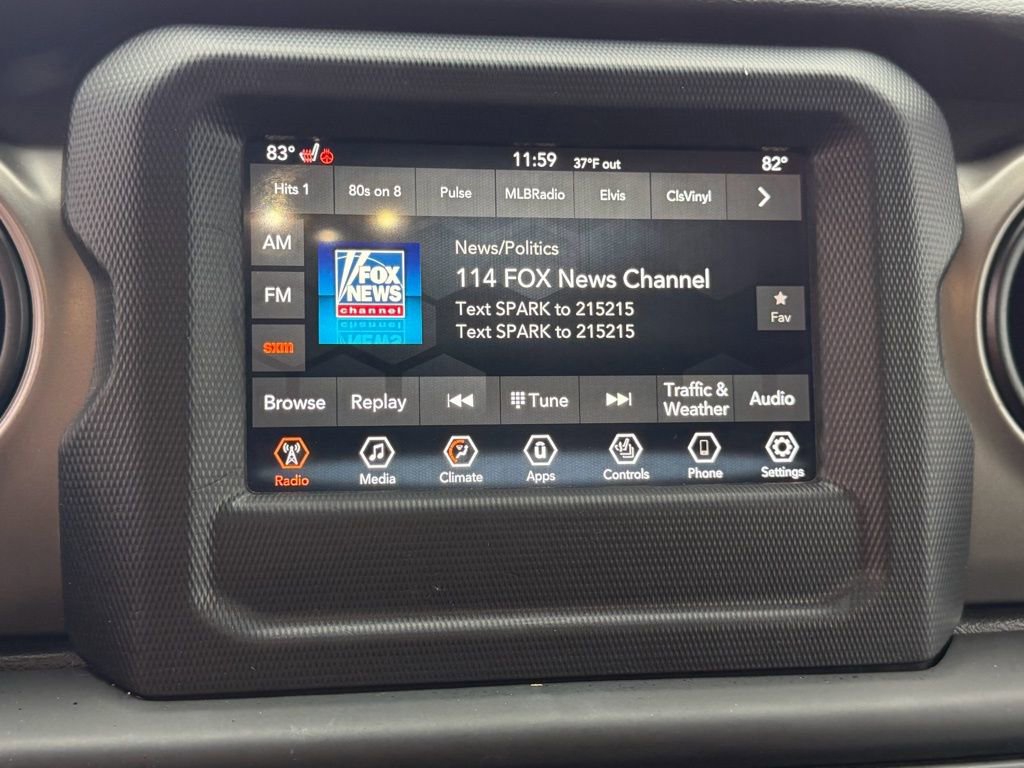 83°
11:59 37°F out
82°
Hits 1
80s on 8
Pulse
MLBRadio
Elvis
ClsVinyl
AM
FM
sxm
FOX
NEWS
channel
News/Politics
114 FOX News Channel
Text SPARK to 215215
Text SPARK to 215215
Fav
Browse
Replay
Tune
Traffic &
Weather
Audio
Radio
Media
Climate
Apps
Controls
Phone
Settings